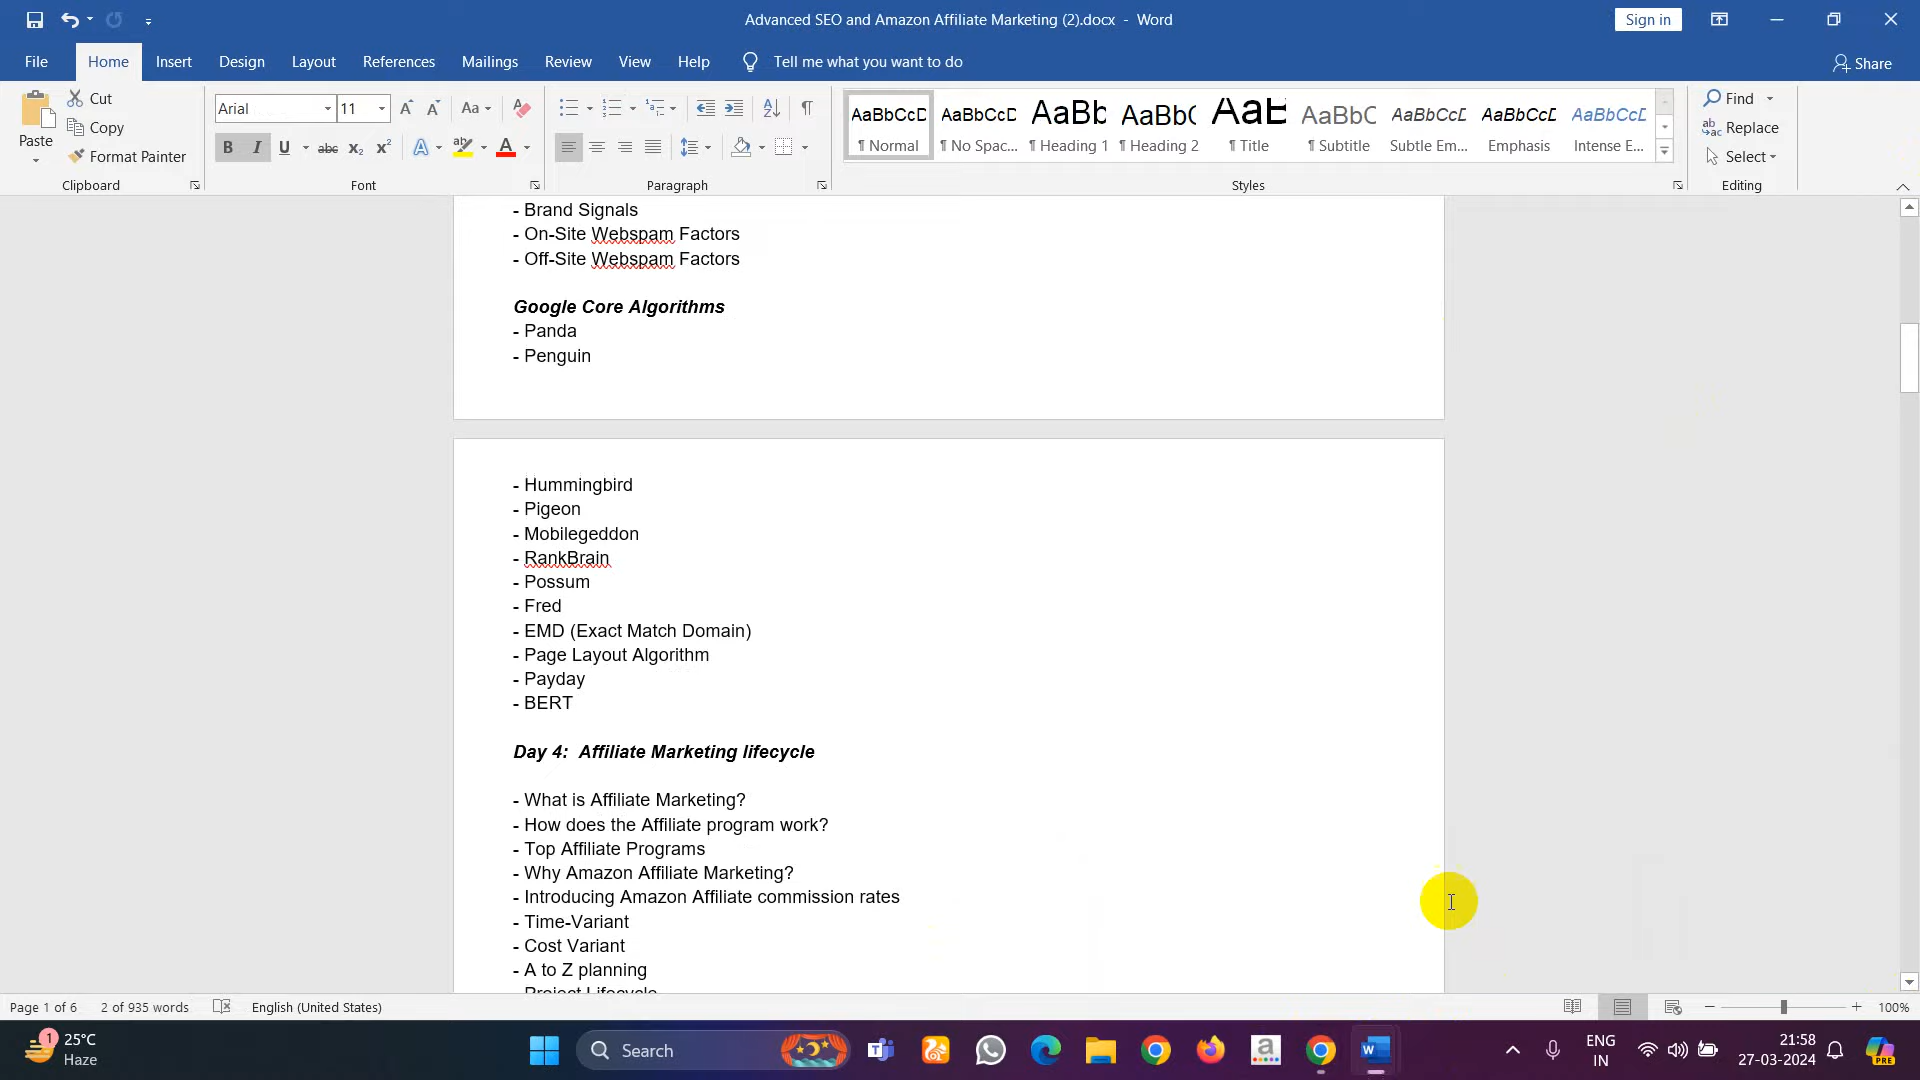 Advanced SEO and Amazon Affiliate Marketing (2).docx - Word
Sign in
File Home Insert Design Layout References Mailings Review View Help Tell me what you want to do
Share
Paste
Cut
Copy
Format Painter
Clipboard
Arial 11
Font
Paragraph
AaBbCcD AaBbCcD AaBbC AaBbC AaB AaBbC AaBbCcD AaBbCcD AaBbCcD
¶ Normal ¶ No Spac... ¶ Heading 1 ¶ Heading 2 ¶ Title ¶ Subtitle Subtle Em... Emphasis Intense E...
Styles
Find
Replace
Select
Editing
- Brand Signals
- On-Site Webspam Factors
- Off-Site Webspam Factors
Google Core Algorithms
- Panda
- Penguin
- Hummingbird
- Pigeon
- Mobilegeddon
- RankBrain
- Possum
- Fred
- EMD (Exact Match Domain)
- Page Layout Algorithm
- Payday
- BERT
Day 4:  Affiliate Marketing lifecycle
- What is Affiliate Marketing?
- How does the Affiliate program work?
- Top Affiliate Programs
- Why Amazon Affiliate Marketing?
- Introducing Amazon Affiliate commission rates
- Time-Variant
- Cost Variant
- A to Z planning
- Project Lifecycle
Page 1 of 6 2 of 935 words English (United States) 100%
1
25°C
Haze
Search
ENG
IN
21:58
27-03-2024
PRE